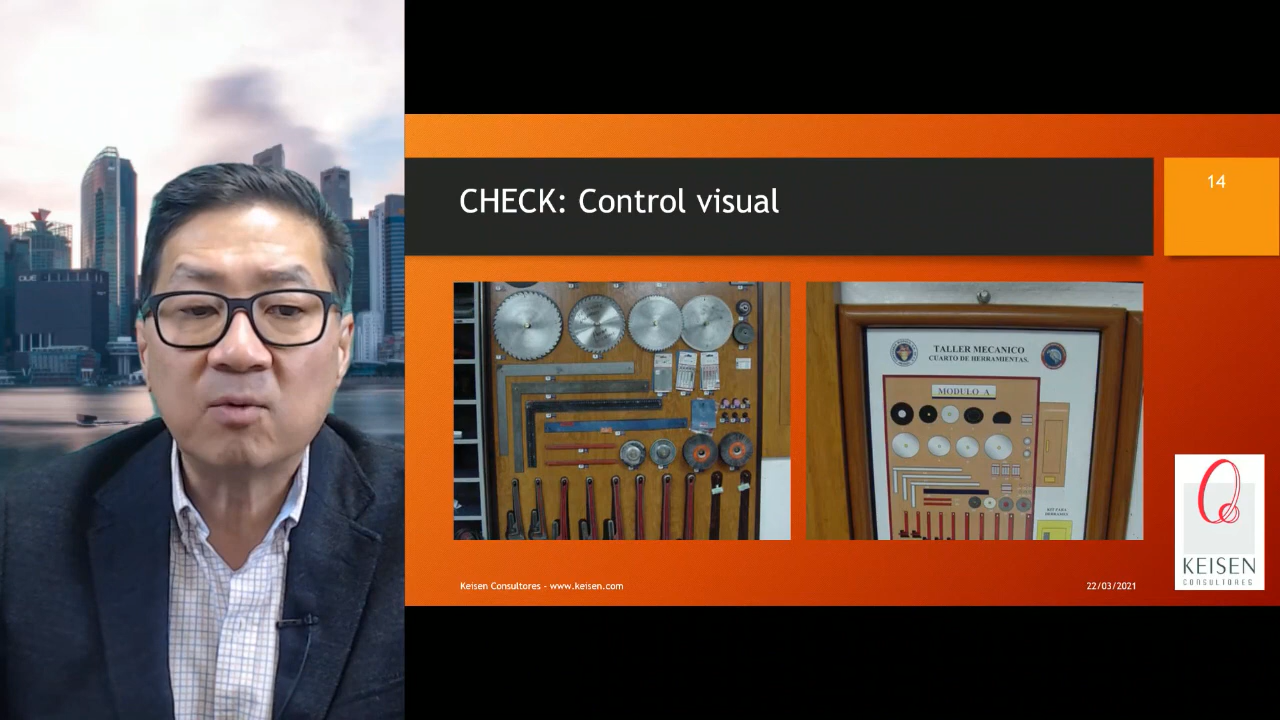 CHECK: Control visual
14
TALLER MECANICO
CUARTO DE HERRAMIENTAS.
MODULO A
Keisen Consultores - www.keisen.com
22/03/2021
KEISEN
CONSULTORES